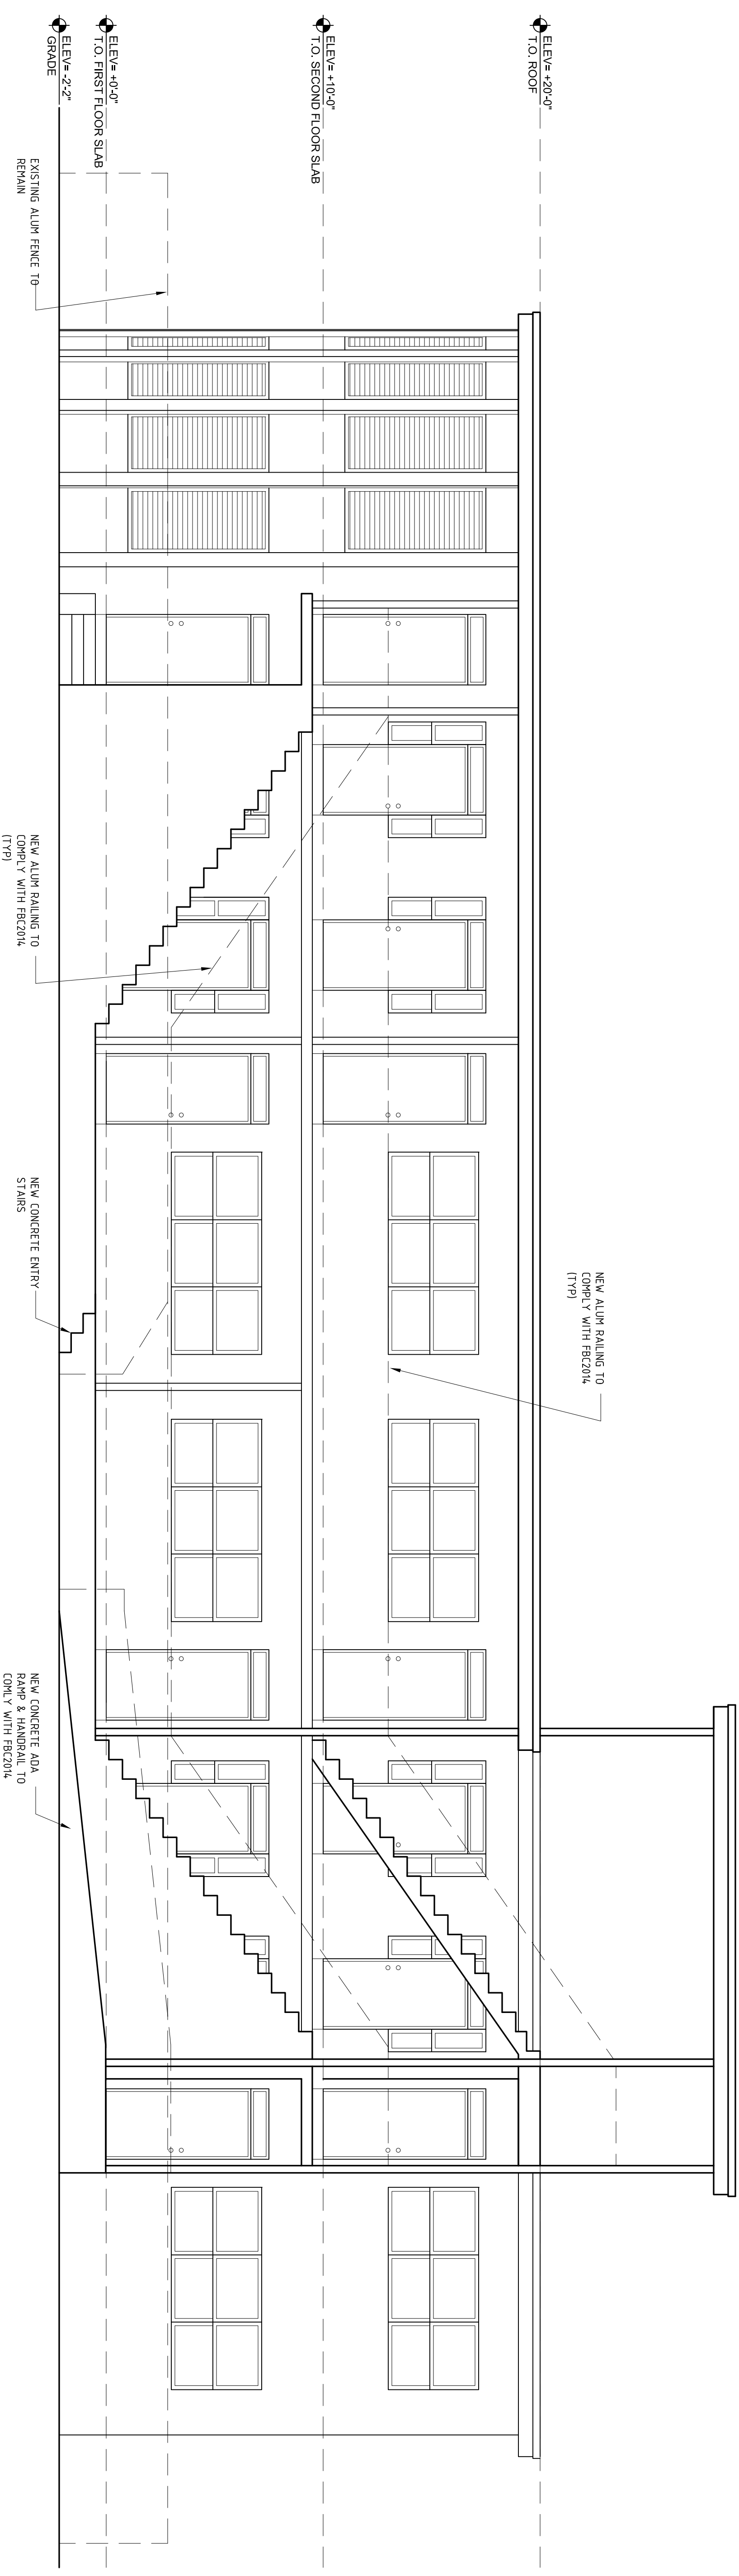 ELEV= +20'-0"
T.O. ROOF
ELEV= +10'-0"
T.O. SECOND FLOOR SLAB
ELEV= +0'-0"
T.O. FIRST FLOOR SLAB
ELEV= -2'-2"
GRADE
EXISTING ALUM FENCE TO
REMAIN
NEW ALUM RAILING TO
COMPLY WITH FBC2014
(TYP)
NEW CONCRETE ENTRY
STAIRS
NEW ALUM RAILING TO
COMPLY WITH FBC2014
(TYP)
NEW CONCRETE ADA
RAMP & HANDRAIL TO
COMLY WITH FBC2014